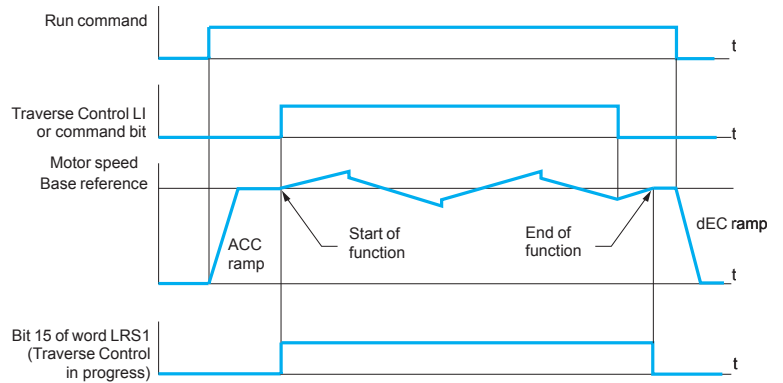 Run command
t
Traverse Control LI
or command bit
t
Motor speed
Base reference
ACC
ramp
Start of
function
End of
function
dEC ramp
t
Bit 15 of word LRS1
(Traverse Control
in progress)
t